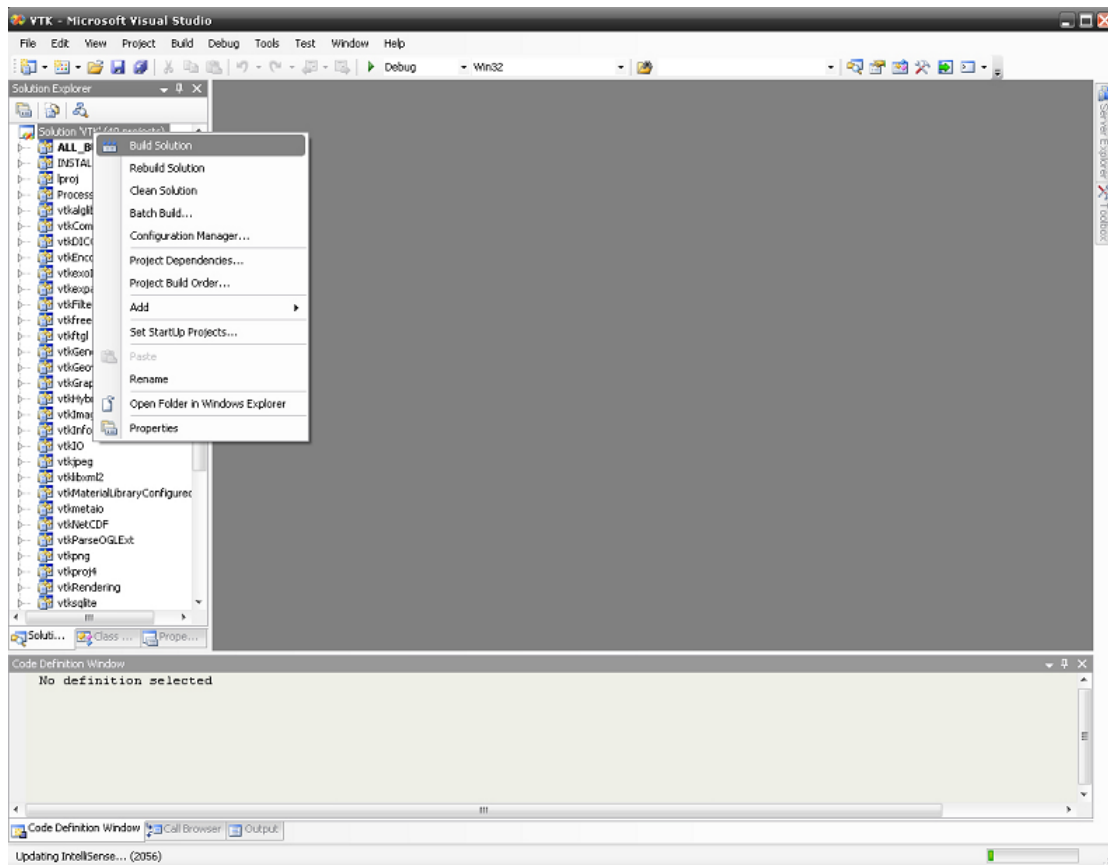 VTK - Microsoft Visual Studio
File Edit View Project Build Debug Tools Test Window Help
Debug Win32
Solution Explorer
Solution 'VTK' (49 projects)
ALL_B
INSTAL
lproj
Process
vtkalglib
vtkCom
vtkDICO
vtkEnco
vtkexoI
vtkexpa
vtkFilte
vtkfree
vtkftgl
vtkGen
vtkGeo
vtkGrap
vtkHybr
vtkImag
vtkInfo
vtkIO
vtkjpeg
vtklibxml2
vtkMaterialLibraryConfigured
vtkmetaio
vtkNetCDF
vtkParseOGLExt
vtkpng
vtkproj4
vtkRendering
vtksqlite
Build Solution
Rebuild Solution
Clean Solution
Batch Build...
Configuration Manager...
Project Dependencies...
Project Build Order...
Add
Set StartUp Projects...
Paste
Rename
Open Folder in Windows Explorer
Properties
Server Explorer
Toolbox
Soluti... Class ... Prope...
Code Definition Window
No definition selected
Code Definition Window Call Browser Output
Updating IntelliSense... (2056)